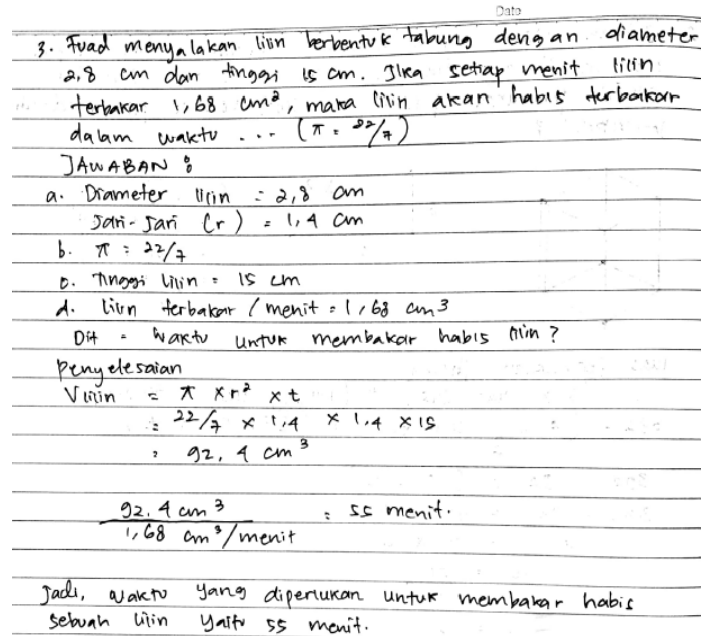 Date
3. Fuad menyalakan lilin berbentuk tabung dengan diameter
2,8 cm dan tinggi 15 cm. Jika setiap menit lilin
terbakar 1,68 cm³, maka lilin akan habis terbakar
dalam waktu ... (π = 22/7)
JAWABAN :
a. Diameter lilin = 2,8 cm
Jari-Jari (r) = 1,4 cm
b. π = 22/7
c. Tinggi lilin = 15 cm
d. lilin terbakar / menit = 1,68 cm3
Dit = Waktu untuk membakar habis lilin ?
Penyelesaian
V lilin = π x r² x t
= 22/7 x 1,4 x 1.4 x 15
= 92,4 cm³
92.4 cm 3
1,68 cm³/menit
= 55 menit.
Jadi, waktu yang diperlukan untuk membakar habis
sebuah lilin yaitu 55 menit.